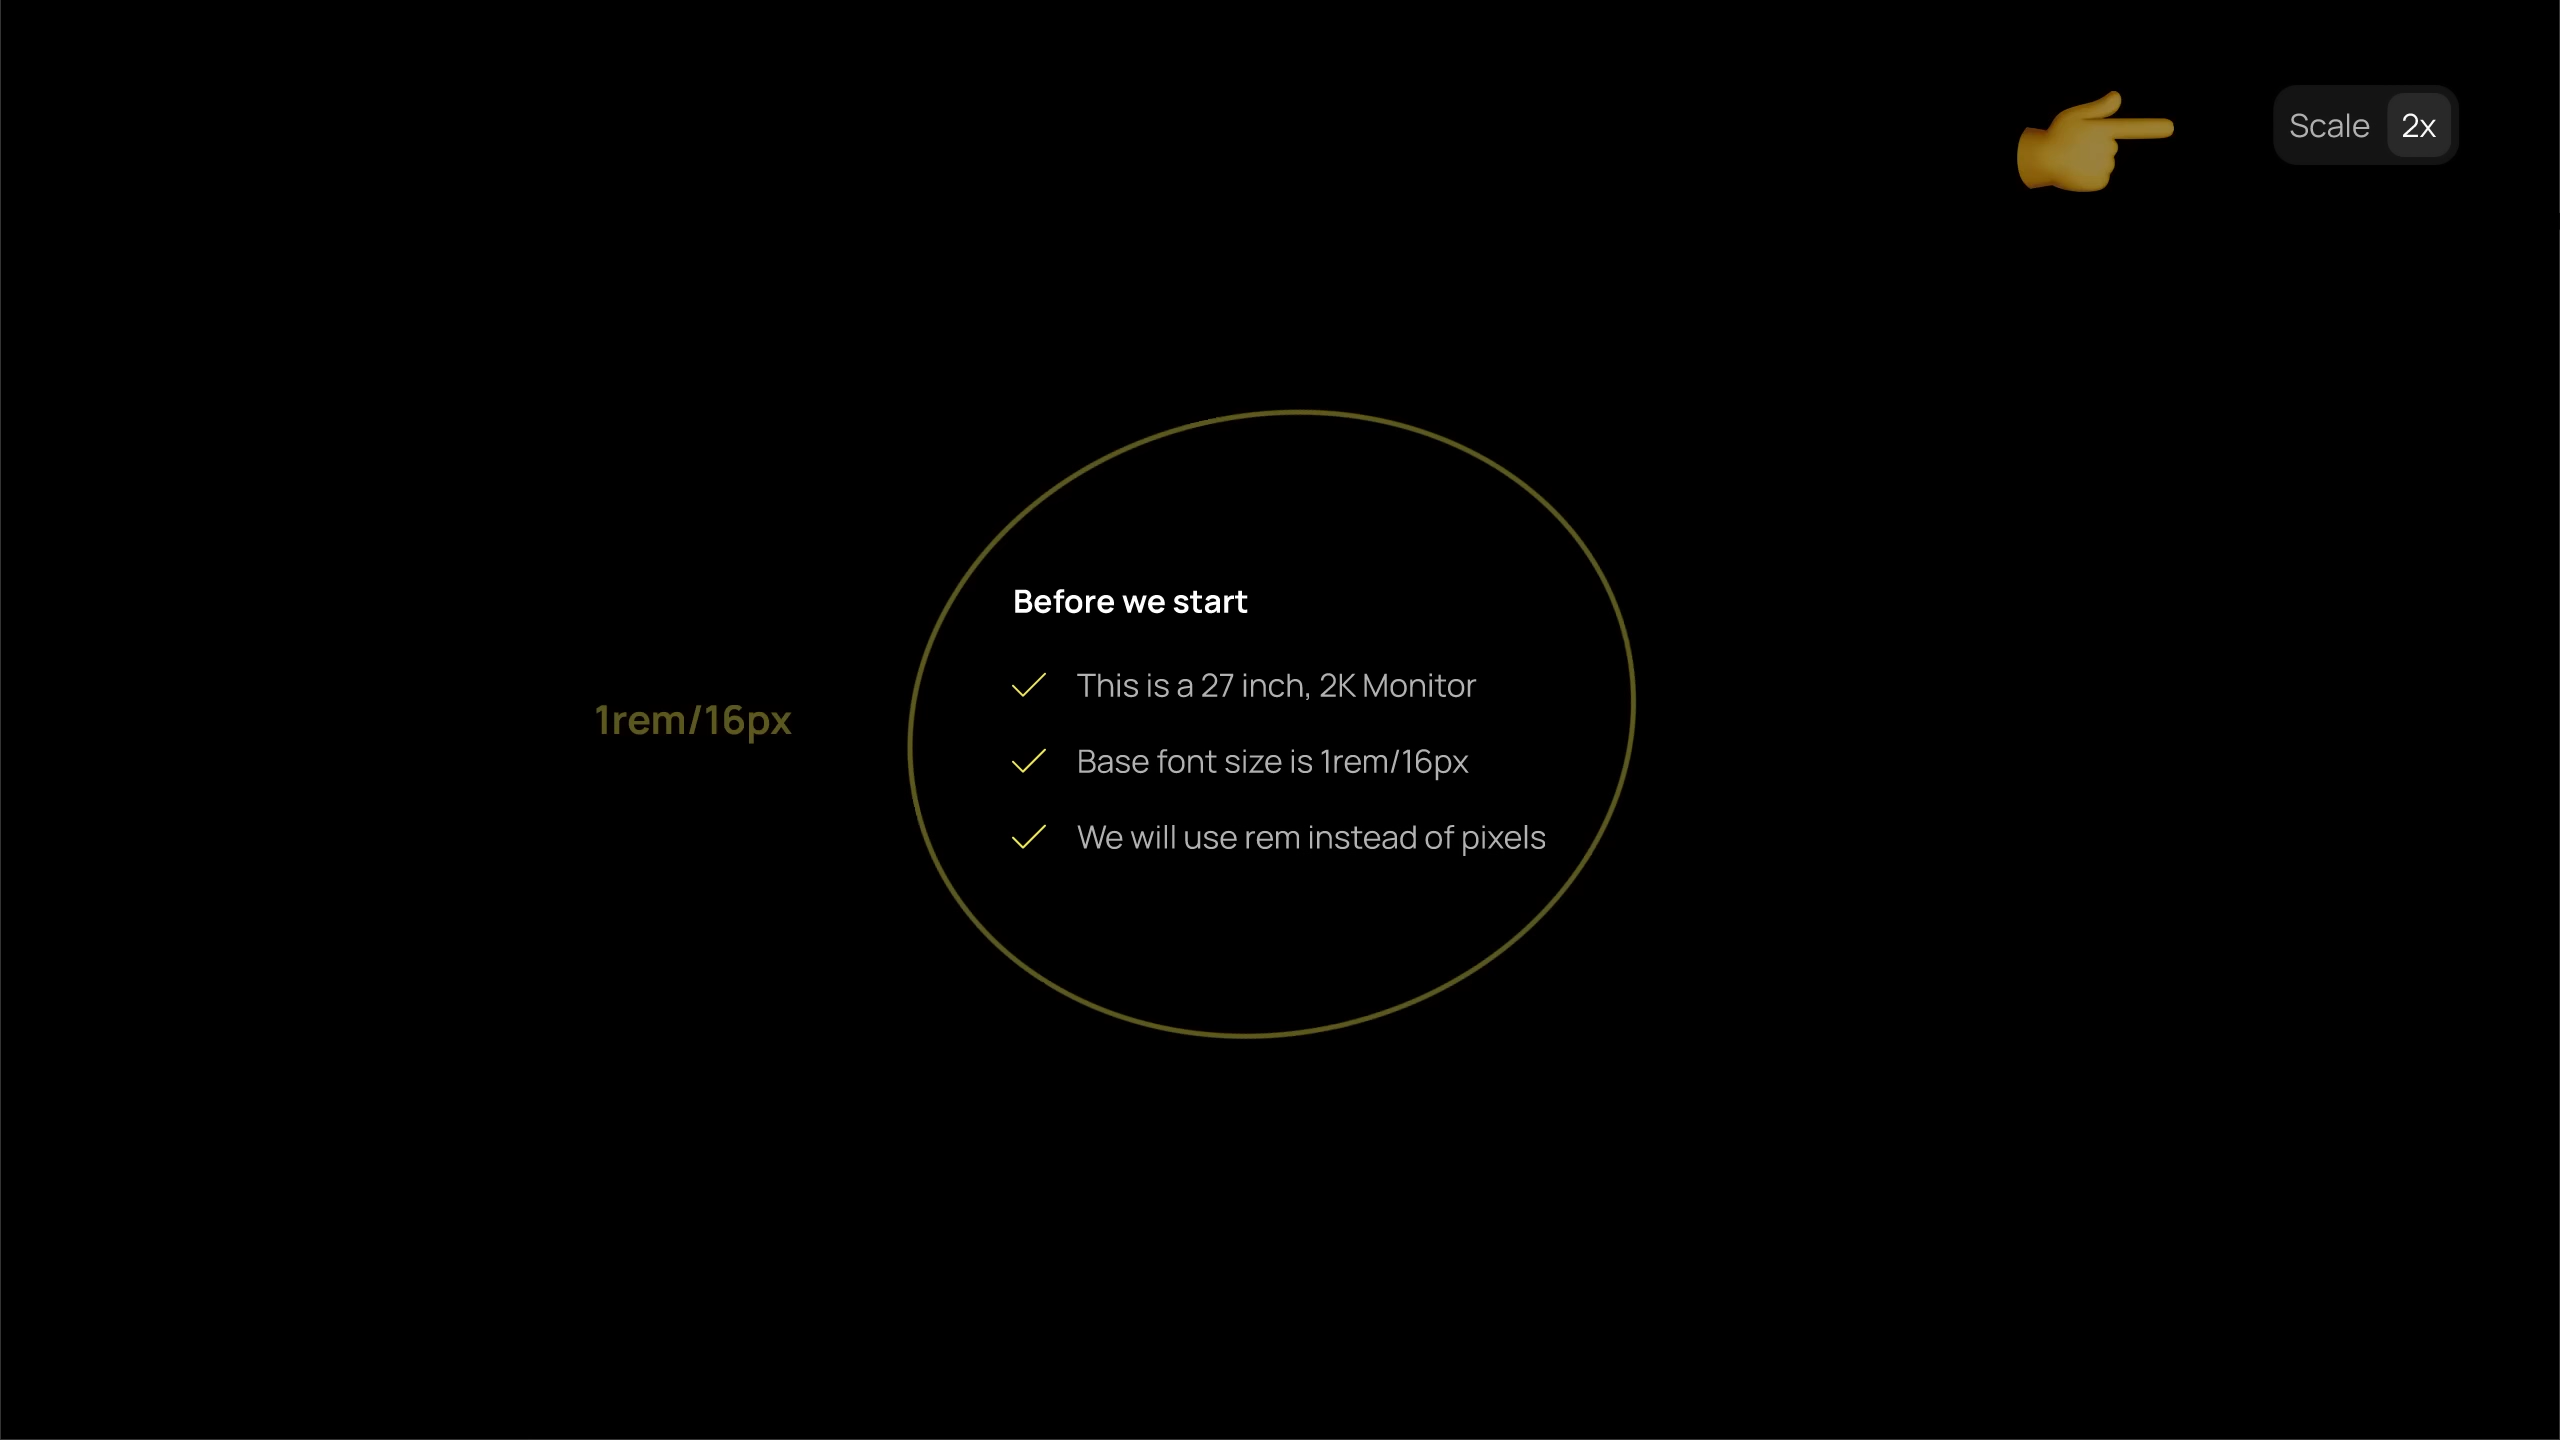 Scale 2x
Before we start
This is a 27 inch, 2K Monitor
1rem/16px
Base font size is 1rem/16px
We will use rem instead of pixels